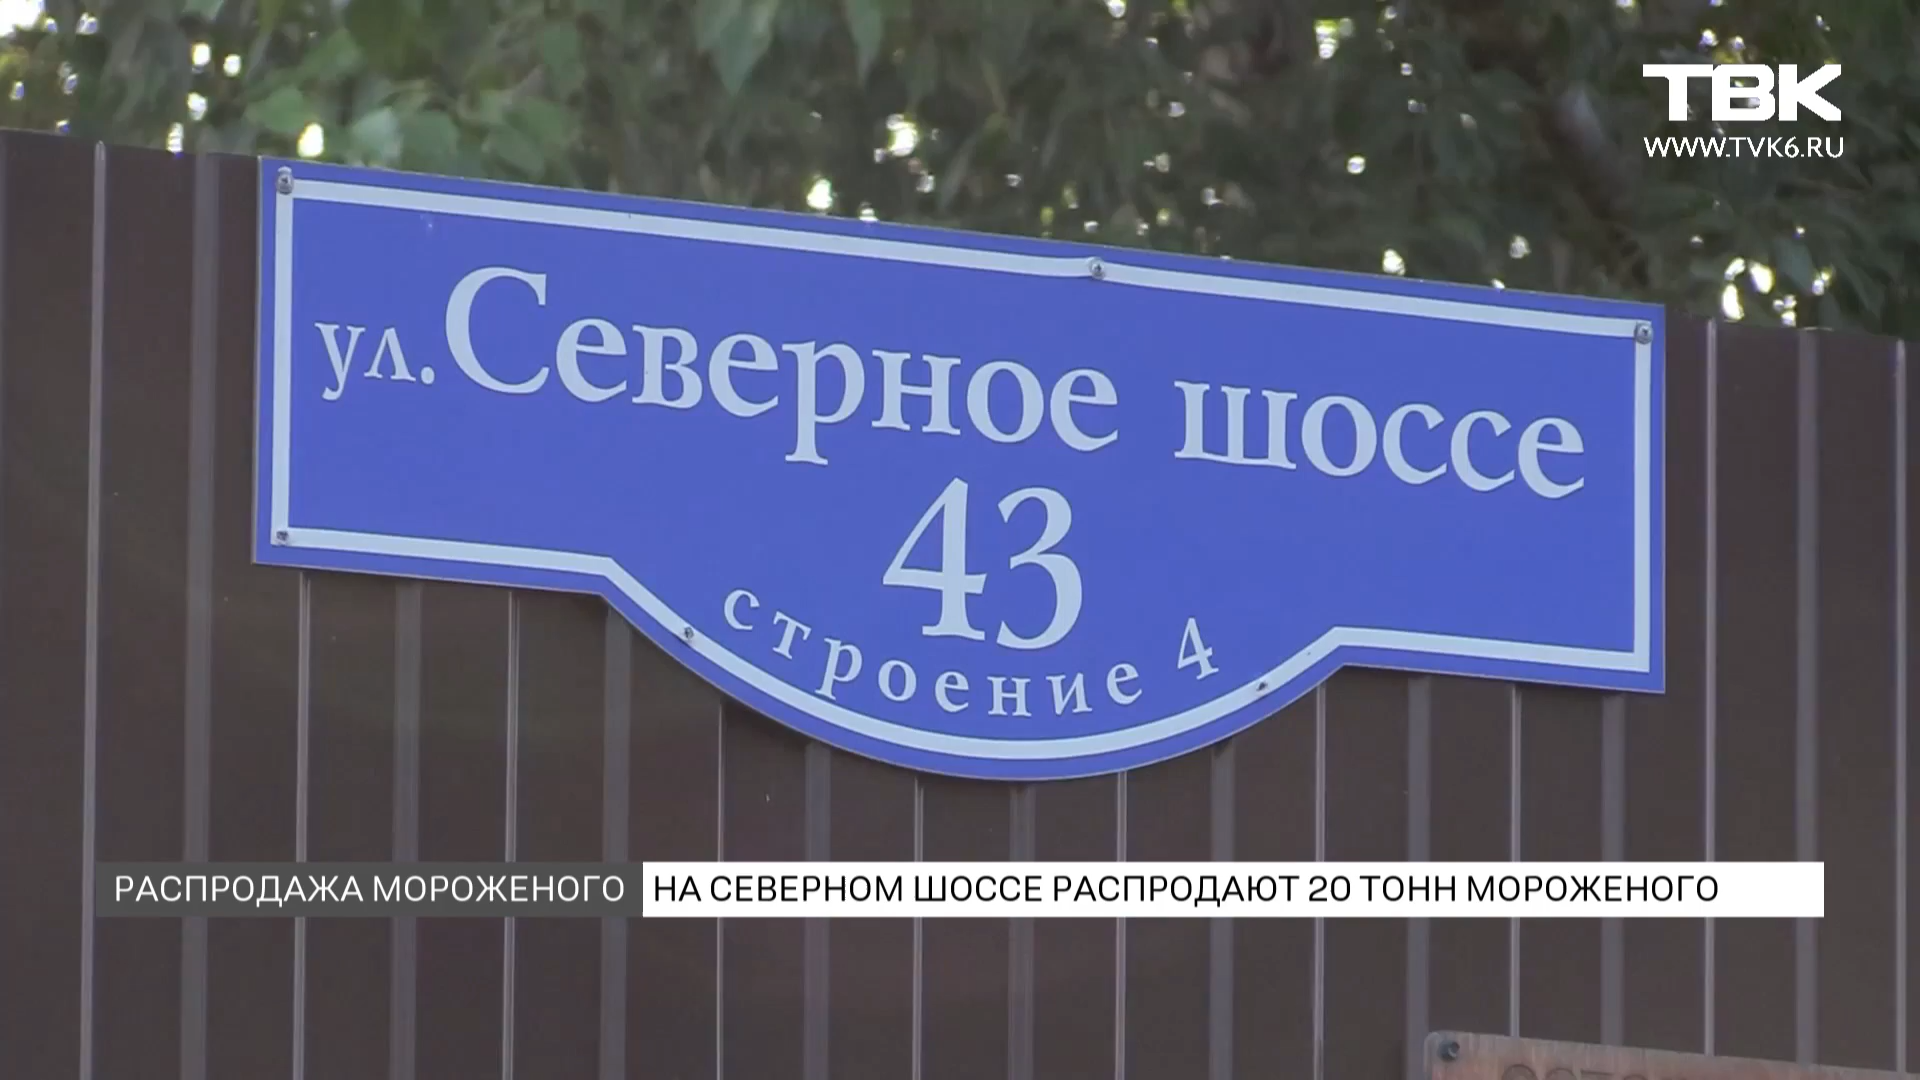 ТВК
WWW.TVK6.RU
ул. Северное шоссе
43
строение 4
РАСПРОДАЖА МОРОЖЕНОГО
НА СЕВЕРНОМ ШОССЕ РАСПРОДАЮТ 20 ТОНН МОРОЖЕНОГО